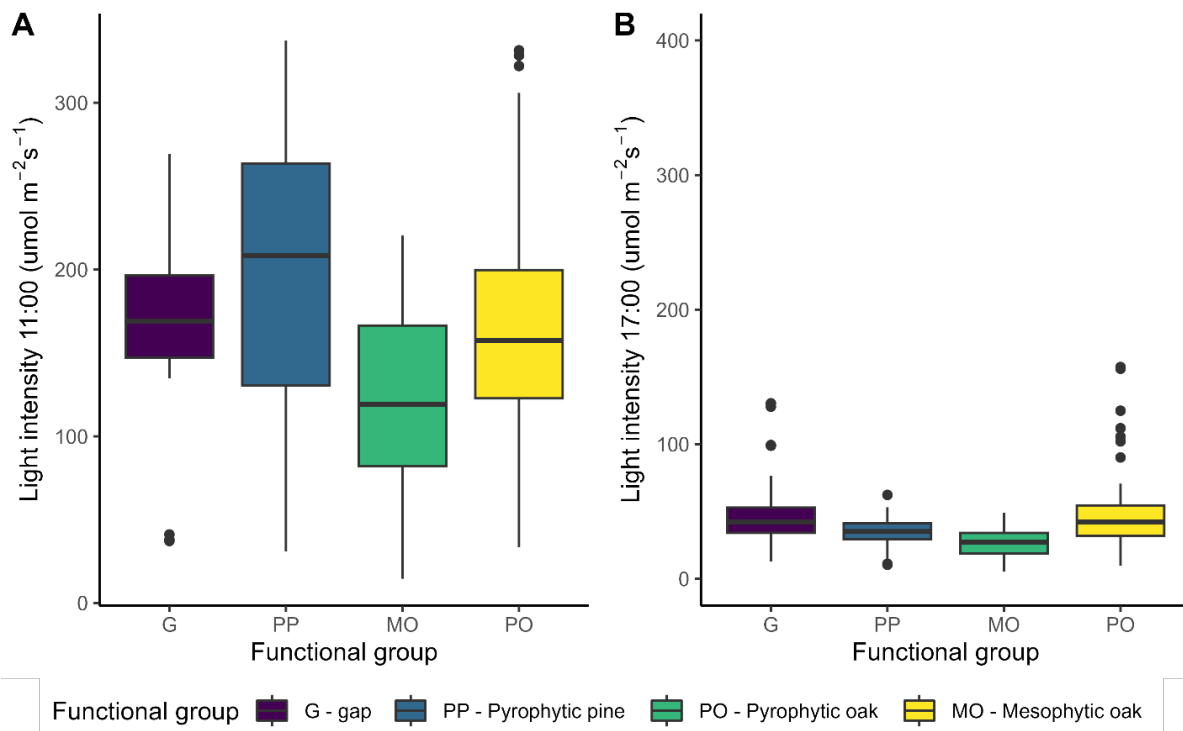 A
B
Light intensity 11:00 (umol m⁻²s⁻¹)
300
200
100
0
G PP MO PO
Functional group
Light intensity 17:00 (umol m⁻²s⁻¹)
400
300
200
100
0
G PP MO PO
Functional group
Functional group G - gap PP - Pyrophytic pine PO - Pyrophytic oak MO - Mesophytic oak